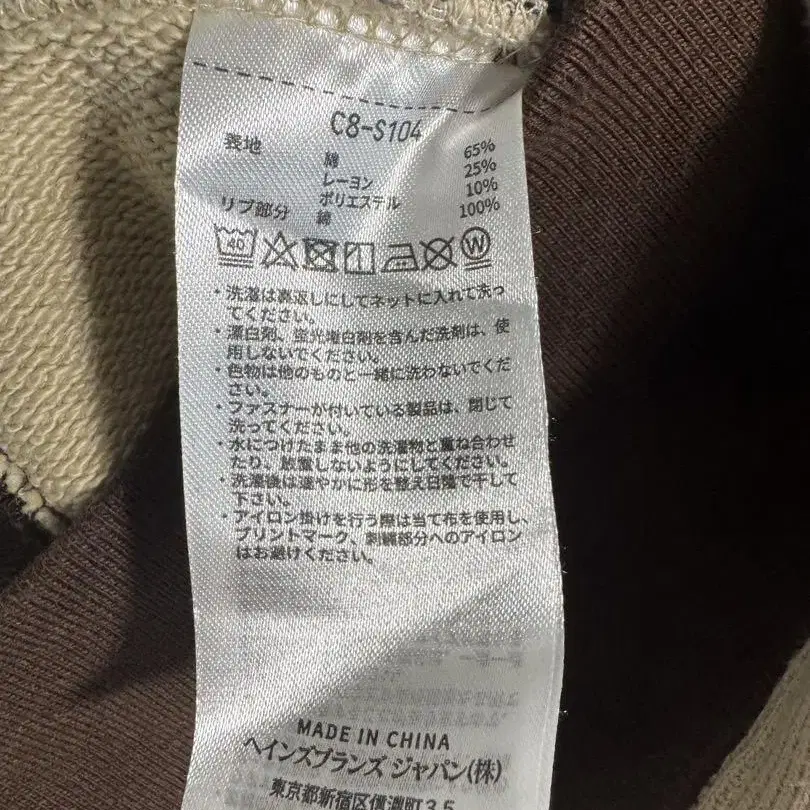 C8-S104
表地 綿 65%
レーヨン 25%
ポリエステル 10%
リブ部分 綿 100%
40 W
・洗濯は裏返しにしてネットに入れて洗っ
てください。
・漂白剤、蛍光増白剤を含んだ洗剤は、使
用しないでください。
・色物は他のものと一緒に洗わないでくだ
さい。
・ファスナーが付いている製品は、閉じて
洗ってください。
・水につけたまま他の洗濯物と重ね合わせ
たり、放置しないようにしてください。
・洗濯後は速やかに形を整え日陰で干して
下さい。
・アイロン掛けを行う際は当て布を使用し、
プリントマーク、刺繍部分へのアイロン
はお避けください。
MADE IN CHINA
ヘインズブランズ ジャパン(株)
東京都新宿区